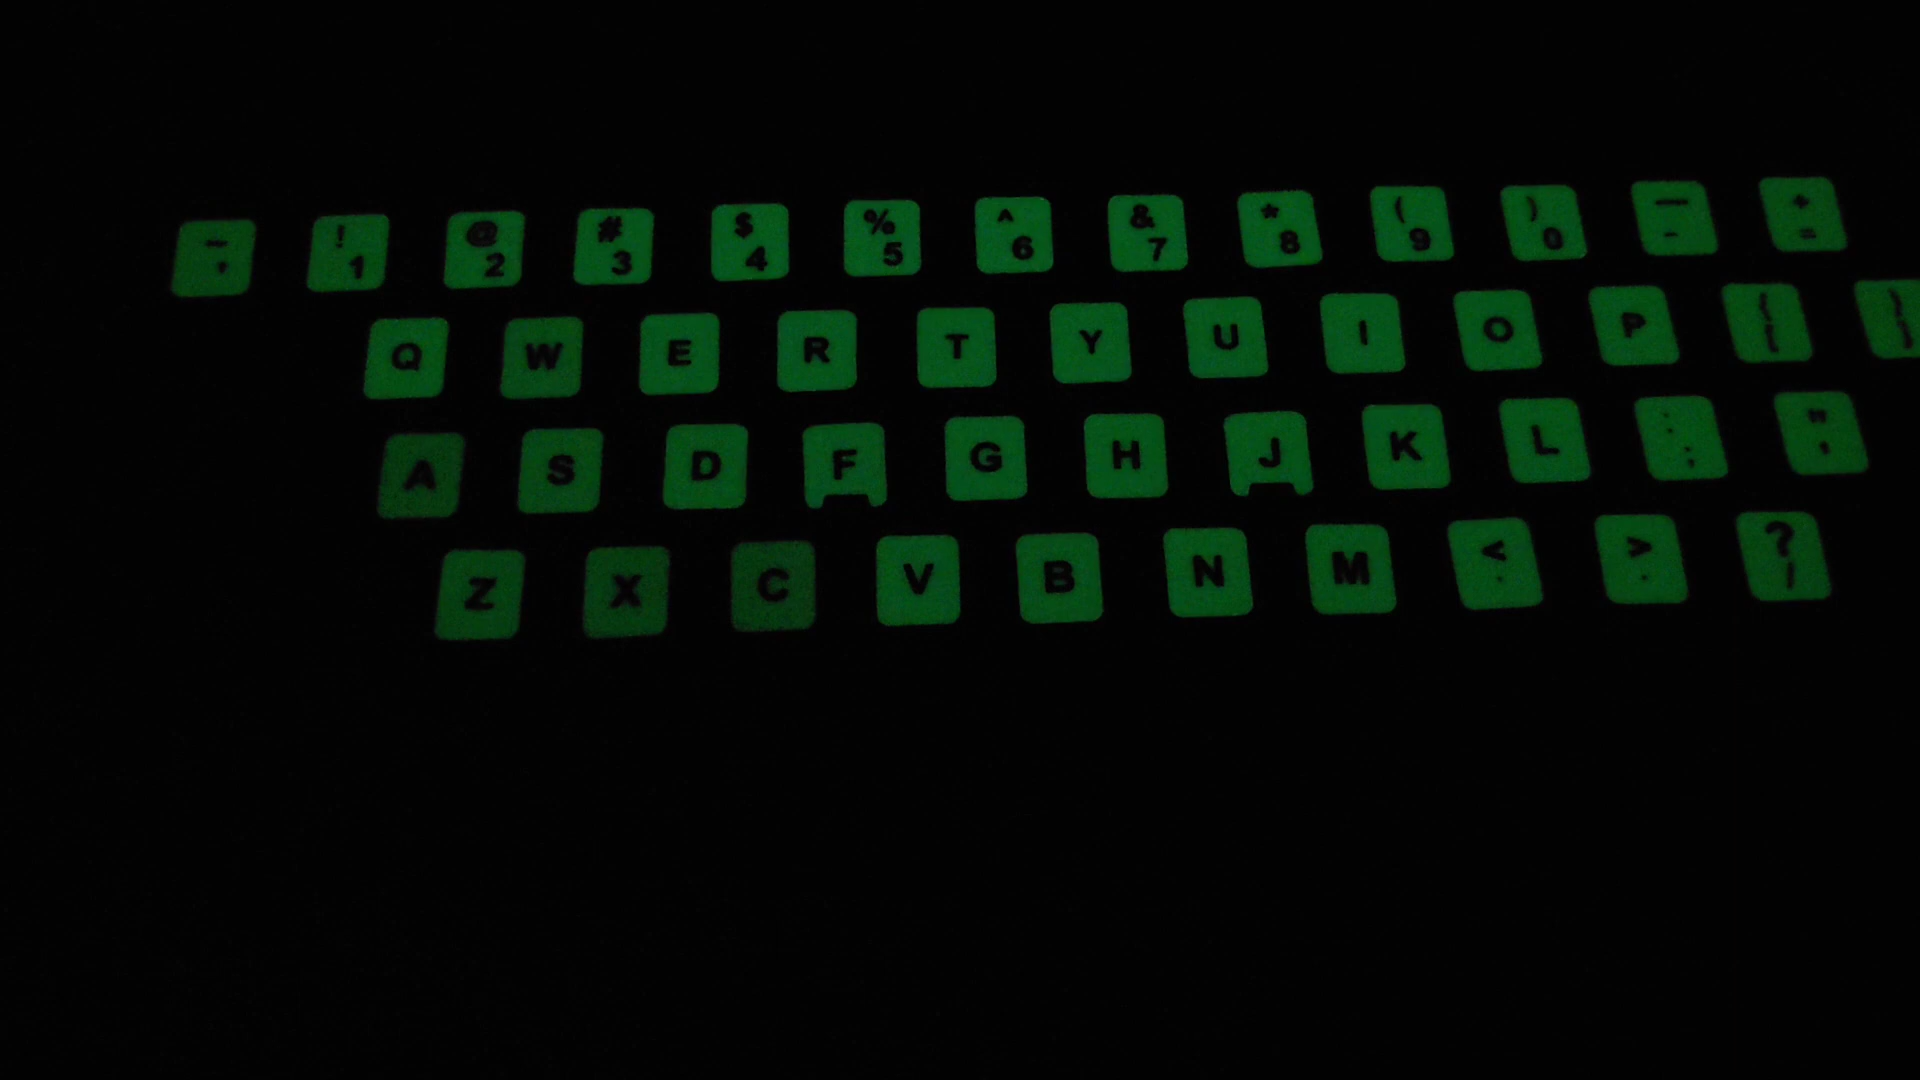 ~ ` ! 1 @ 2 # 3 $ 4 % 5 ^ 6 & 7 * 8 ( 9 ) 0 — - + =
Q W E R T Y U I O P { [ } ]
A S D F G H J K L : ; " '
Z X C V B N M < , > . ? /